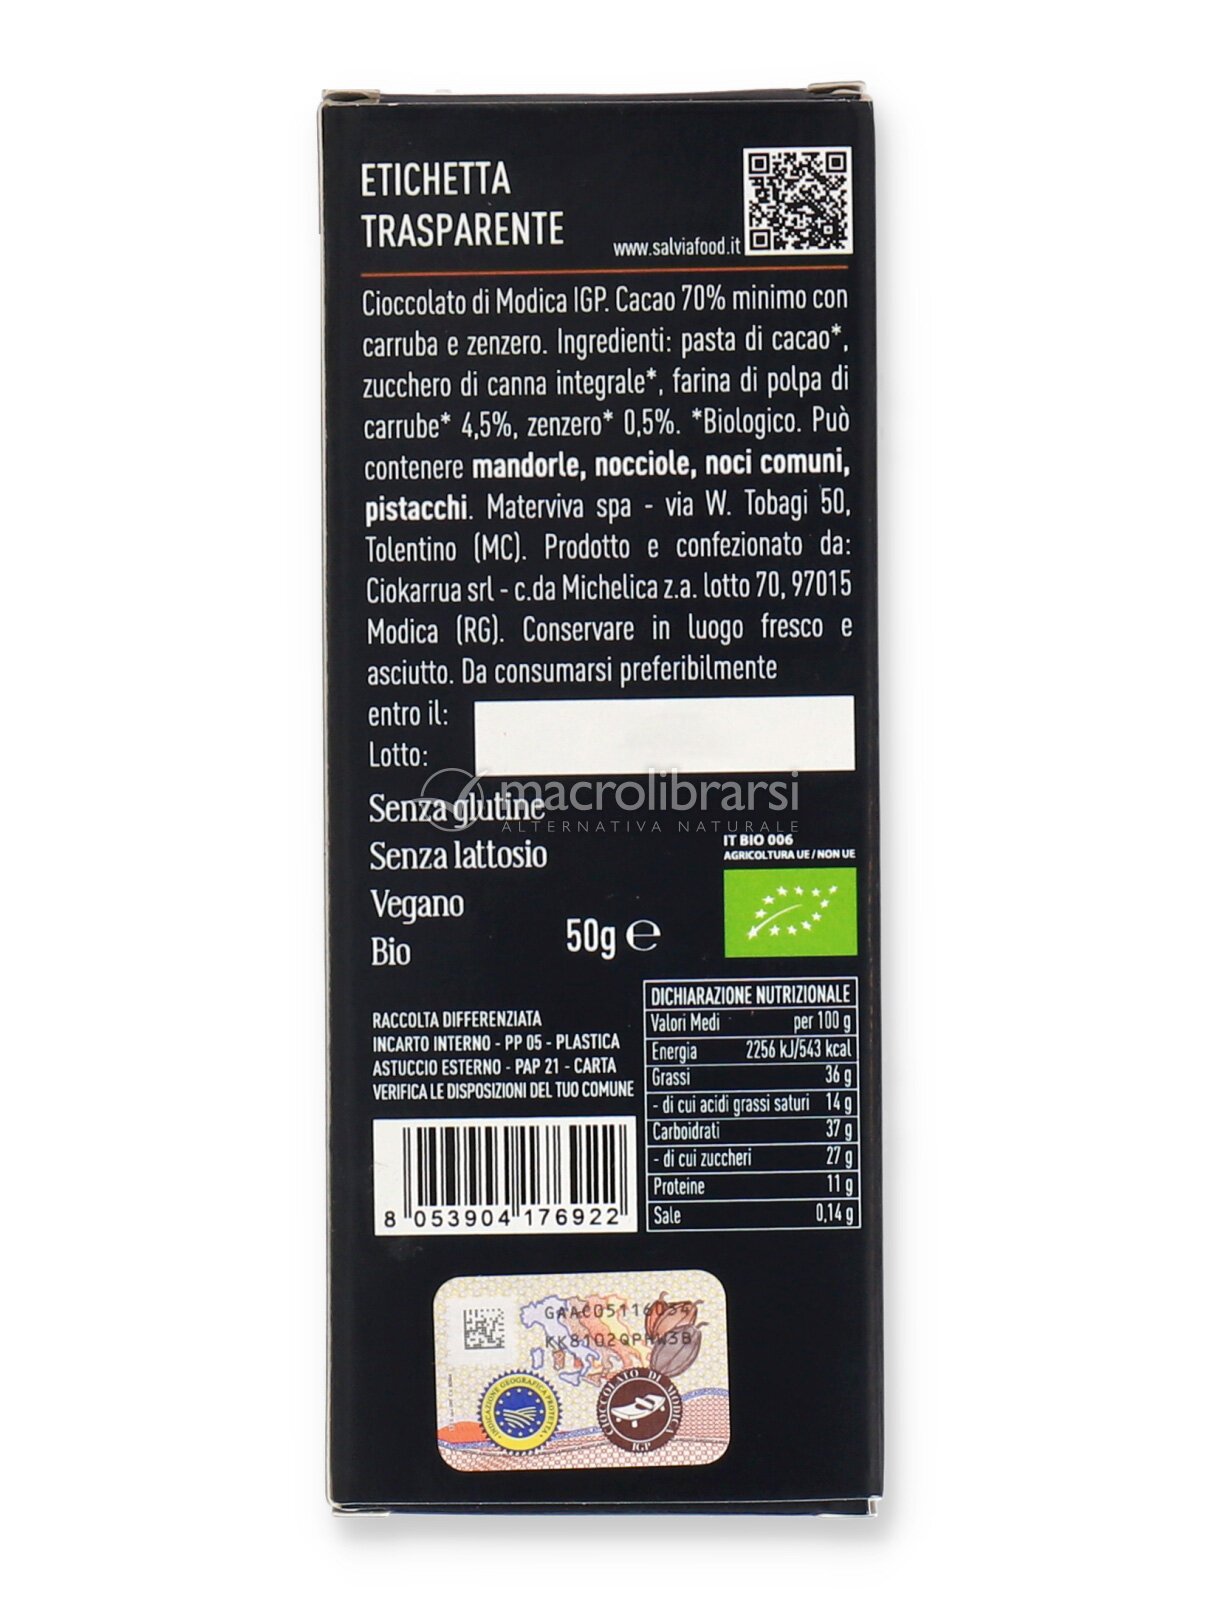 ETICHETTA
TRASPARENTE
www.salviafood.it
Cioccolato di Modica IGP. Cacao 70% minimo con
carruba e zenzero. Ingredienti: pasta di cacao*,
zucchero di canna integrale*, farina di polpa di
carrube* 4,5%, zenzero* 0,5%. *Biologico. Può
contenere mandorle, nocciole, noci comuni,
pistacchi. Materviva spa - via W. Tobagi 50,
Tolentino (MC). Prodotto e confezionato da:
Ciokarrua srl - c.da Michelica z.a. lotto 70, 97015
Modica (RG). Conservare in luogo fresco e
asciutto. Da consumarsi preferibilmente
entro il:
Lotto:
macrolibrarsi
ALTERNATIVA NATURALE
Senza glutine
Senza lattosio
Vegano
Bio
50g e
IT BIO 006
AGRICOLTURA UE / NON UE
RACCOLTA DIFFERENZIATA
INCARTO INTERNO - PP 05 - PLASTICA
ASTUCCIO ESTERNO - PAP 21 - CARTA
VERIFICA LE DISPOSIZIONI DEL TUO COMUNE
DICHIARAZIONE NUTRIZIONALE
Valori Medi per 100 g
Energia 2256 kJ/543 kcal
Grassi 36 g
- di cui acidi grassi saturi 14 g
Carboidrati 37 g
- di cui zuccheri 27 g
Proteine 11 g
Sale 0,14 g
8 053904 176922
GAAC05116034
KK8102QPHW3B
INDICAZIONE GEOGRAFICA PROTETTA
CIOCCOLATO DI MODICA
IGP